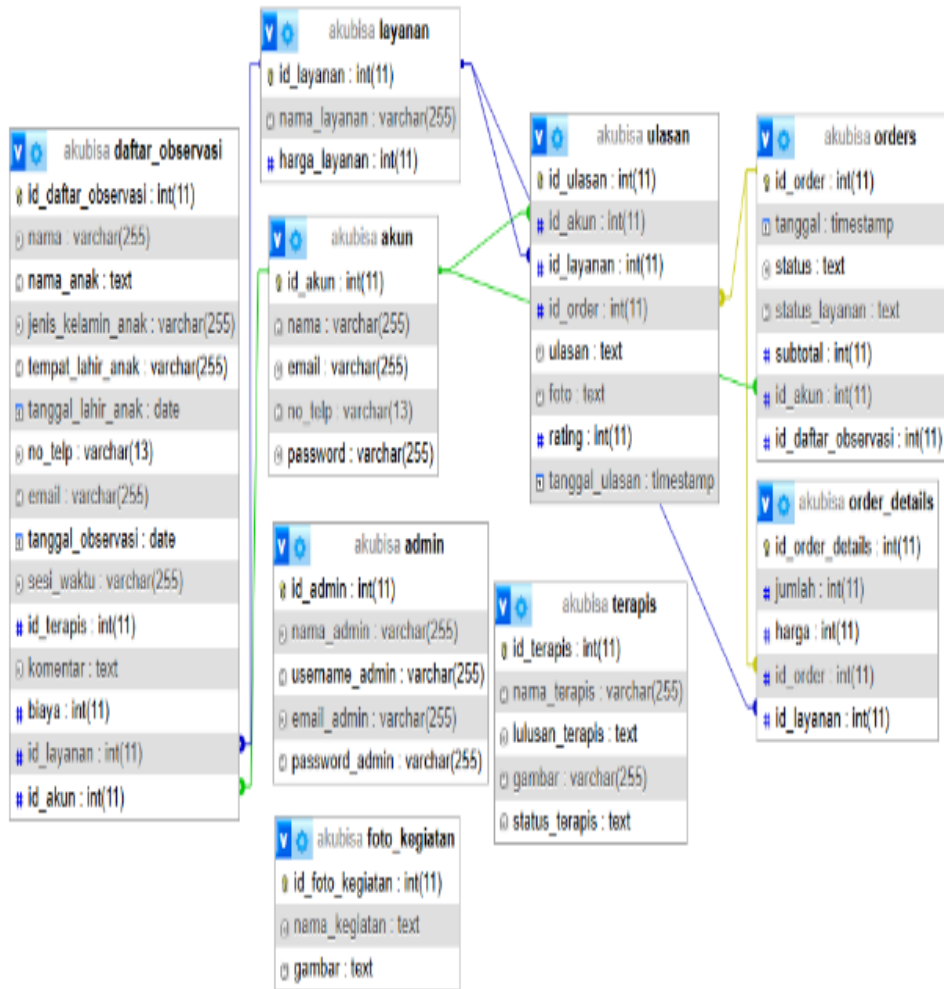 akubisa layanan
id_layanan : int(11)
nama_layanan : varchar(255)
harga_layanan : int(11)
akubisa daftar_observasi
id_daftar_observasi : int(11)
nama : varchar(255)
nama_anak : text
jenis_kelamin_anak : varchar(255)
tempat_lahir_anak : varchar(255)
tanggal_lahir_anak : date
no_telp : varchar(13)
email : varchar(255)
tanggal_observasi : date
sesi_waktu : varchar(255)
id_terapis : int(11)
komentar : text
biaya : int(11)
id_layanan : int(11)
id_akun : int(11)
akubisa akun
id_akun : int(11)
nama : varchar(255)
email : varchar(255)
no_telp : varchar(13)
password : varchar(255)
akubisa ulasan
id_ulasan : int(11)
id_akun : int(11)
id_layanan : int(11)
id_order : int(11)
ulasan : text
foto : text
rating : int(11)
tanggal_ulasan : timestamp
akubisa orders
id_order : int(11)
tanggal : timestamp
status : text
status_layanan : text
subtotal : int(11)
id_akun : int(11)
id_daftar_observasi : int(11)
akubisa order_details
id_order_details : int(11)
jumlah : int(11)
harga : int(11)
id_order : int(11)
id_layanan : int(11)
akubisa admin
id_admin : int(11)
nama_admin : varchar(255)
username_admin : varchar(255)
email_admin : varchar(255)
password_admin : varchar(255)
akubisa terapis
id_terapis : int(11)
nama_terapis : varchar(255)
lulusan_terapis : text
gambar : varchar(255)
status_terapis : text
akubisa foto_kegiatan
id_foto_kegiatan : int(11)
nama_kegiatan : text
gambar : text